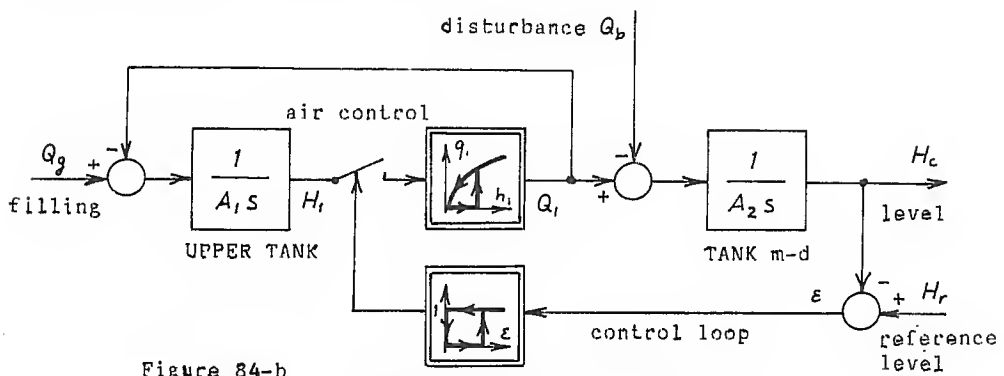 disturbance Q_b
air control
Q_g
+
-
filling
1
A_1 s
H_1
UPPER TANK
q_1
h_1
Q_1
-
+
1
A_2 s
TANK m-d
H_c
level
1
ε
control loop
ε
-
+
H_r
reference
level
Figure 84-b